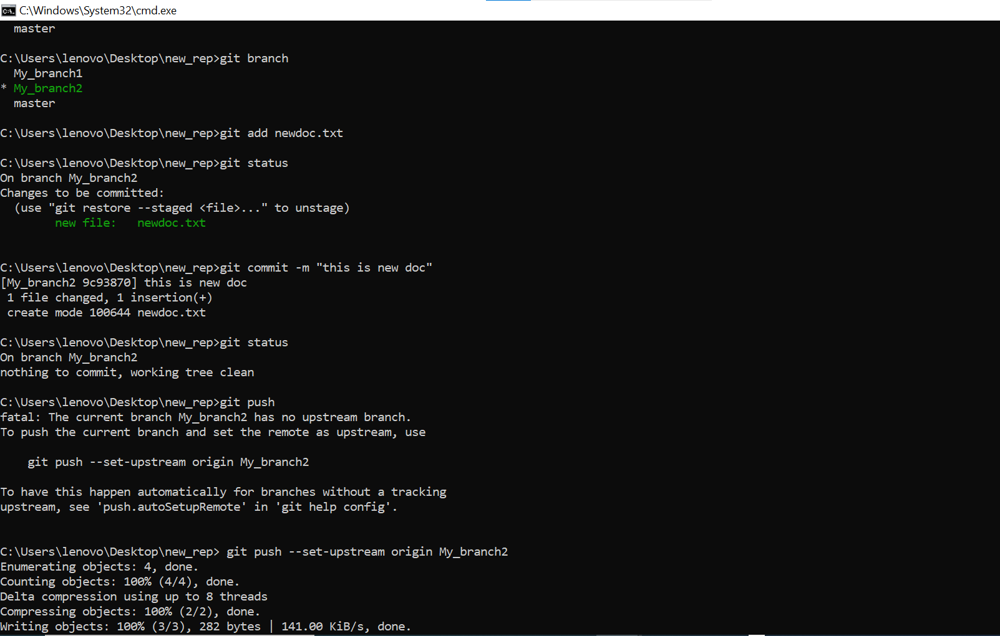 C:\Windows\System32\cmd.exe
master
C:\Users\lenovo\Desktop\new_rep>git branch
My_branch1
* My_branch2
master
C:\Users\lenovo\Desktop\new_rep>git add newdoc.txt
C:\Users\lenovo\Desktop\new_rep>git status
On branch My_branch2
Changes to be committed:
(use "git restore --staged <file>..." to unstage)
new file:   newdoc.txt
C:\Users\lenovo\Desktop\new_rep>git commit -m "this is new doc"
[My_branch2 9c93870] this is new doc
1 file changed, 1 insertion(+)
create mode 100644 newdoc.txt
C:\Users\lenovo\Desktop\new_rep>git status
On branch My_branch2
nothing to commit, working tree clean
C:\Users\lenovo\Desktop\new_rep>git push
fatal: The current branch My_branch2 has no upstream branch.
To push the current branch and set the remote as upstream, use
git push --set-upstream origin My_branch2
To have this happen automatically for branches without a tracking
upstream, see 'push.autoSetupRemote' in 'git help config'.
C:\Users\lenovo\Desktop\new_rep> git push --set-upstream origin My_branch2
Enumerating objects: 4, done.
Counting objects: 100% (4/4), done.
Delta compression using up to 8 threads
Compressing objects: 100% (2/2), done.
Writing objects: 100% (3/3), 282 bytes | 141.00 KiB/s, done.